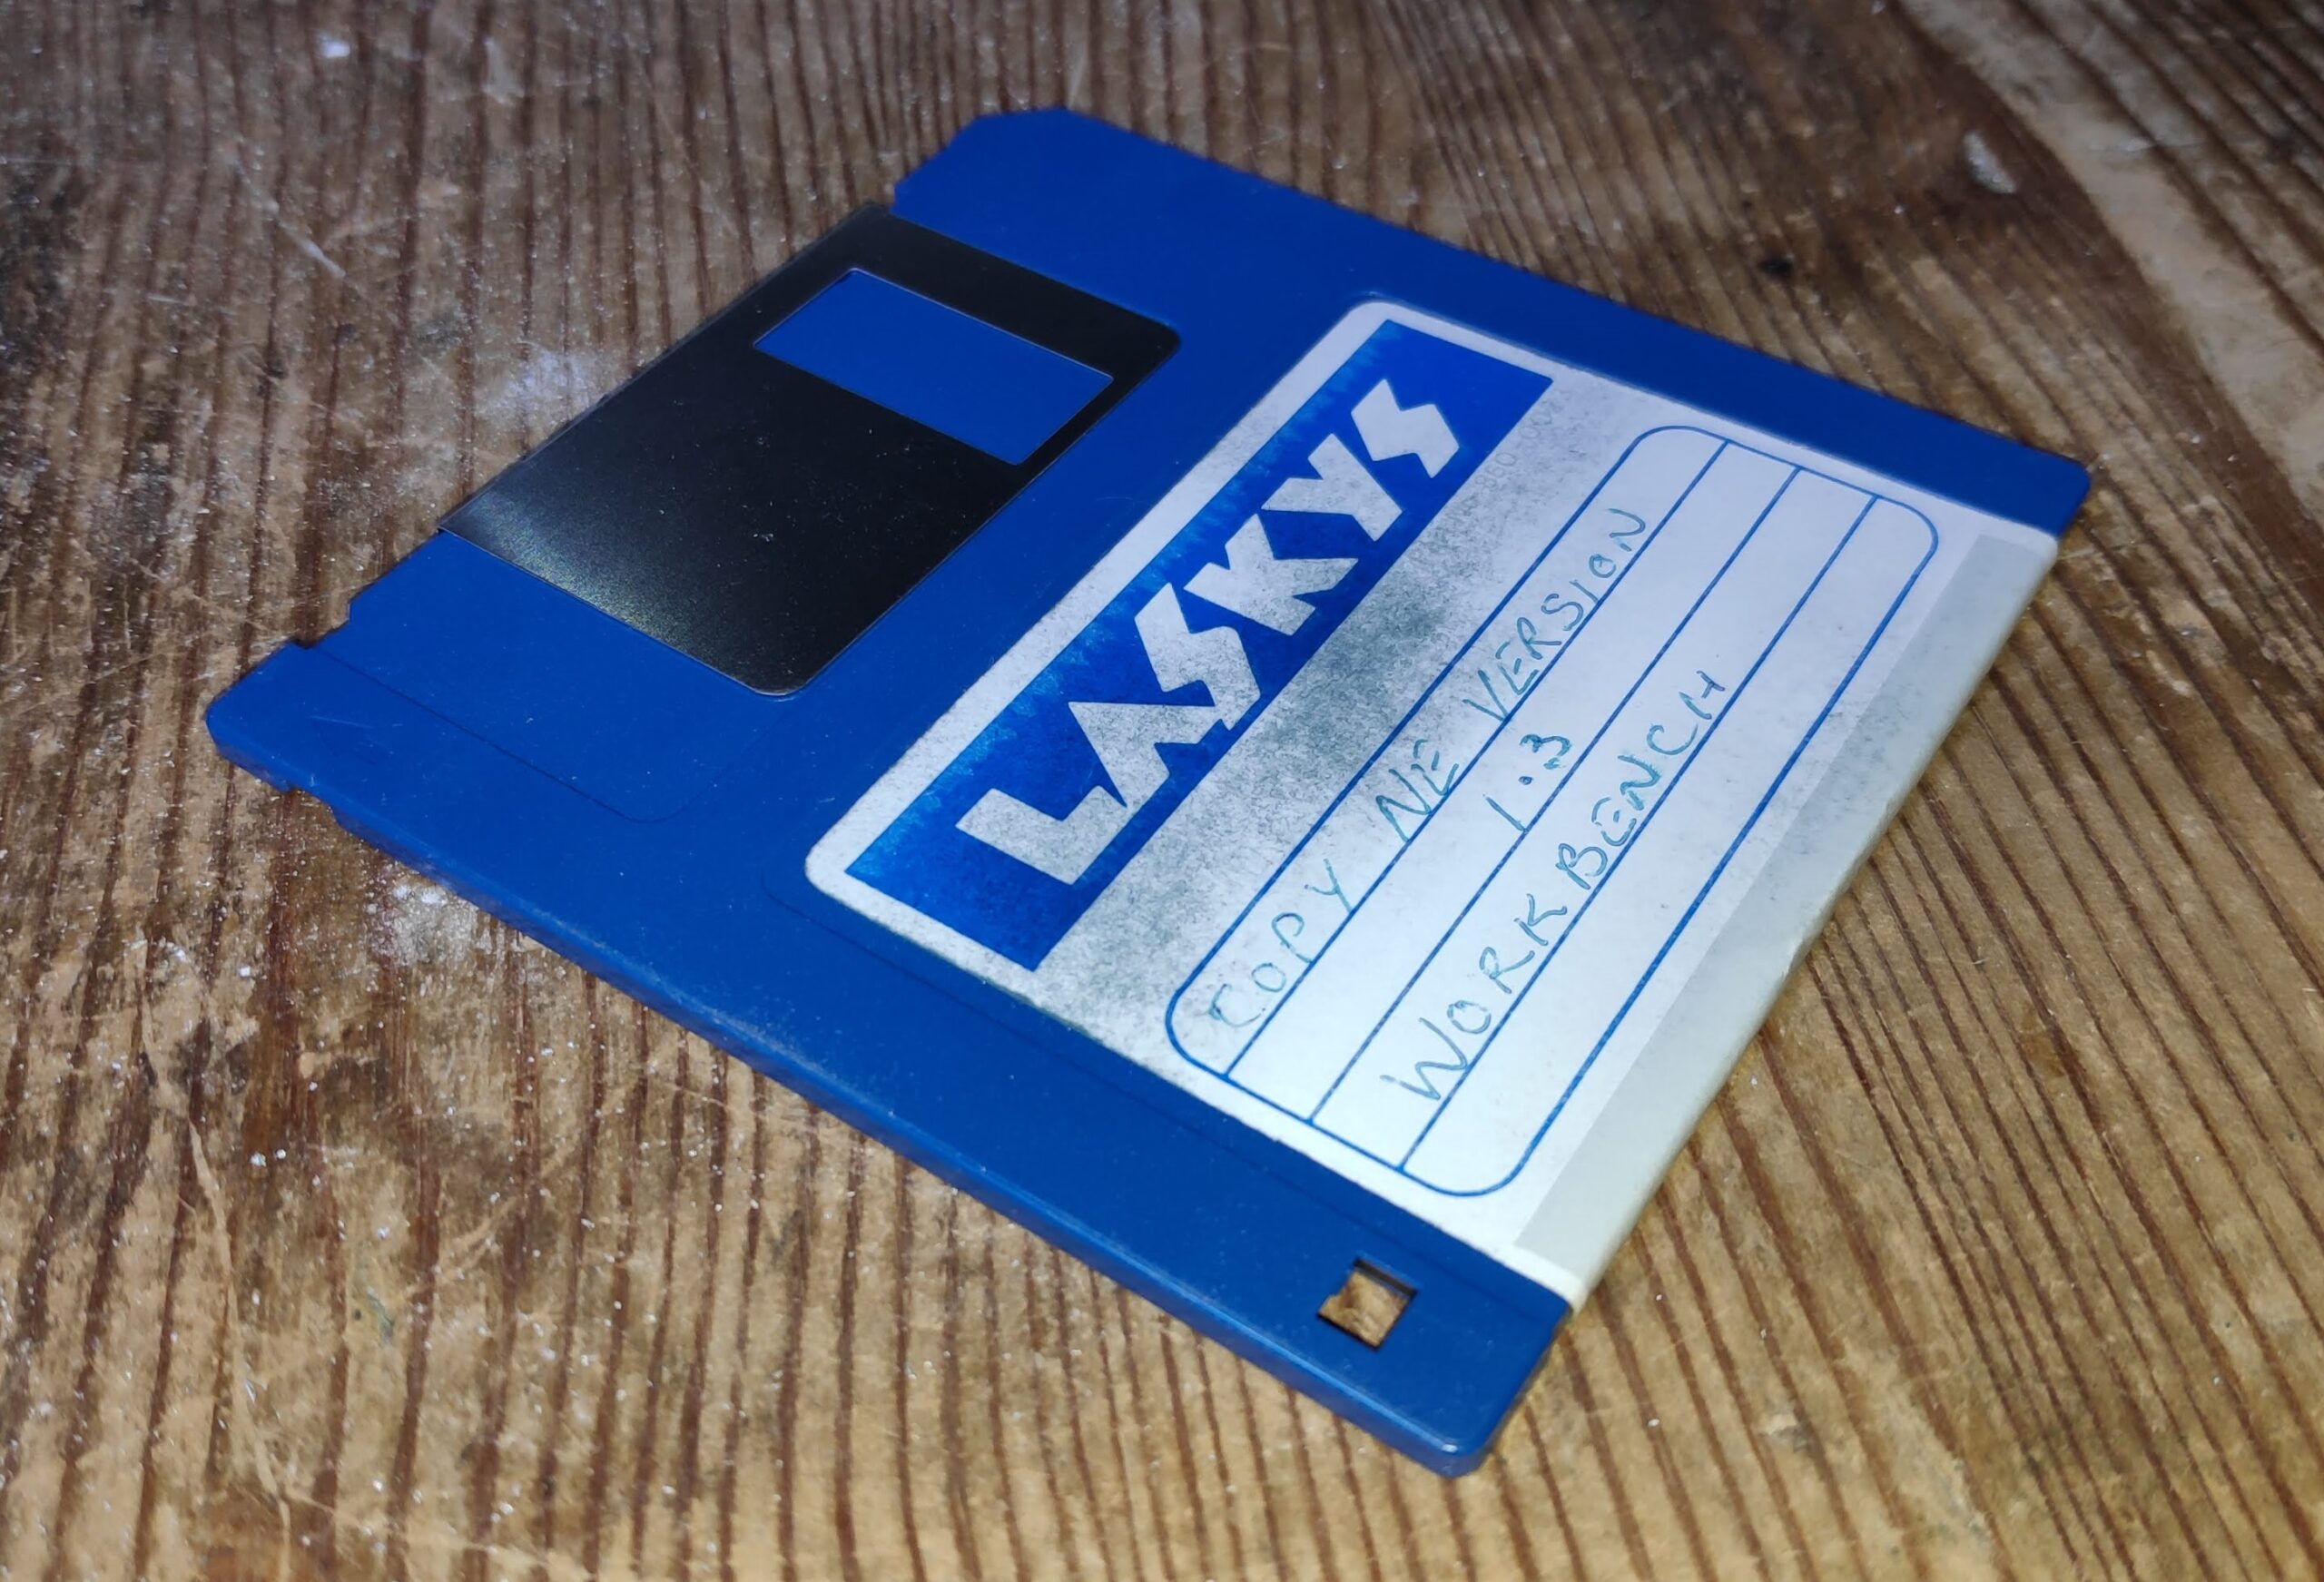 LASKYS
COPY NE VERSION
1.3
WORKBENCH